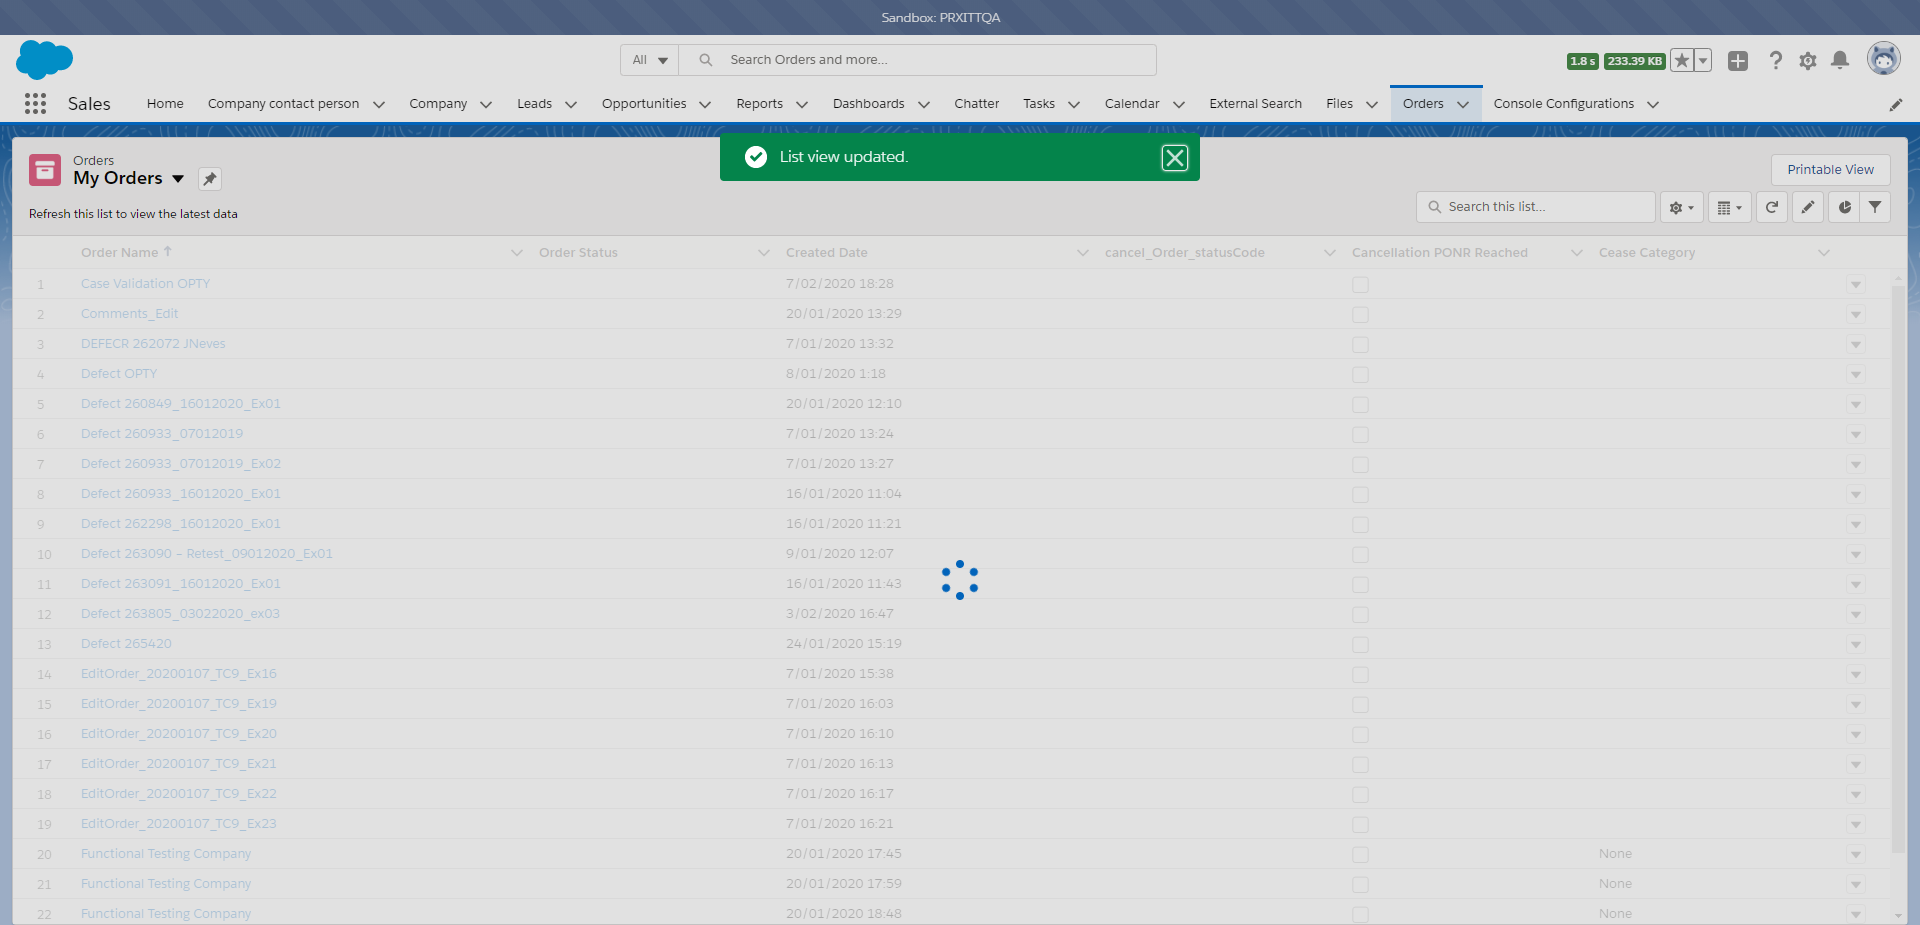 Sandbox: PRXITTQA
All
Search Orders and more...
1.8 s
233.39 KB
Sales
Home
Company contact person
Company
Leads
Opportunities
Reports
Dashboards
Chatter
Tasks
Calendar
External Search
Files
Orders
Console Configurations
List view updated.
Orders
My Orders
Printable View
Refresh this list to view the latest data
Search this list...
Order Name Order Status Created Date cancel_Order_statusCode Cancellation PONR Reached Cease Category
1 Case Validation OPTY 7/02/2020 18:28
2 Comments_Edit 20/01/2020 13:29
3 DEFECR 262072 JNeves 7/01/2020 13:32
4 Defect OPTY 8/01/2020 1:18
5 Defect 260849_16012020_Ex01 20/01/2020 12:10
6 Defect 260933_07012019 7/01/2020 13:24
7 Defect 260933_07012019_Ex02 7/01/2020 13:27
8 Defect 260933_16012020_Ex01 16/01/2020 11:04
9 Defect 262298_16012020_Ex01 16/01/2020 11:21
10 Defect 263090 – Retest_09012020_Ex01 9/01/2020 12:07
11 Defect 263091_16012020_Ex01 16/01/2020 11:43
12 Defect 263805_03022020_ex03 3/02/2020 16:47
13 Defect 265420 24/01/2020 15:19
14 EditOrder_20200107_TC9_Ex16 7/01/2020 15:38
15 EditOrder_20200107_TC9_Ex19 7/01/2020 16:03
16 EditOrder_20200107_TC9_Ex20 7/01/2020 16:10
17 EditOrder_20200107_TC9_Ex21 7/01/2020 16:13
18 EditOrder_20200107_TC9_Ex22 7/01/2020 16:17
19 EditOrder_20200107_TC9_Ex23 7/01/2020 16:21
20 Functional Testing Company 20/01/2020 17:45 None
21 Functional Testing Company 20/01/2020 17:59 None
22 Functional Testing Company 20/01/2020 18:48 None